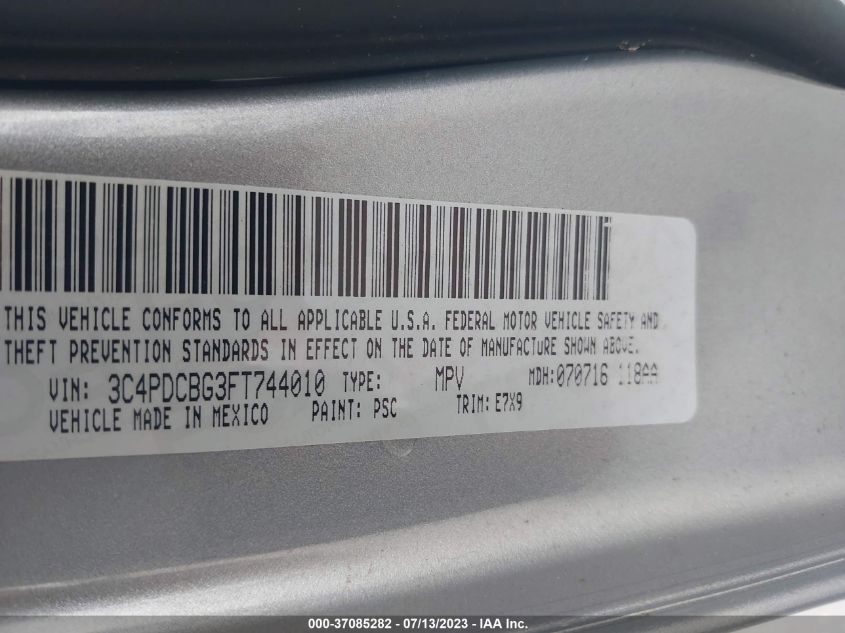 THIS VEHICLE CONFORMS TO ALL APPLICABLE U.S.A. FEDERAL MOTOR VEHICLE SAFETY AND
THEFT PREVENTION STANDARDS IN EFFECT ON THE DATE OF MANUFACTURE SHOWN ABOVE.
VIN: 3C4PDCBG3FT744010 TYPE: MPV MDH:070716 118AA
VEHICLE MADE IN MEXICO PAINT: PSC TRIM: E7X9
000-37085282 - 07/13/2023 - IAA Inc.